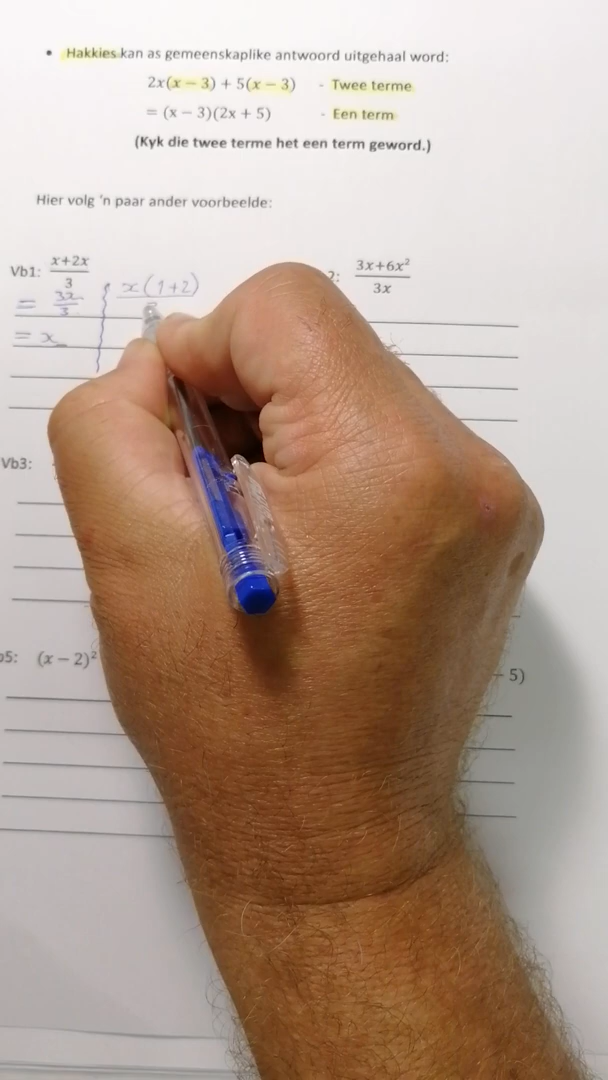 • Hakkies kan as gemeenskaplike antwoord uitgehaal word:
2x(x − 3) + 5(x − 3) - Twee terme
= (x − 3)(2x + 5) - Een term
(Kyk die twee terme het een term geword.)
Hier volg 'n paar ander voorbeelde:
Vb1: x+2x / 3
= 3x / 3
= x
x(1+2)
2: 3x+6x² / 3x
Vb3:
b5: (x − 2)²
− 5)